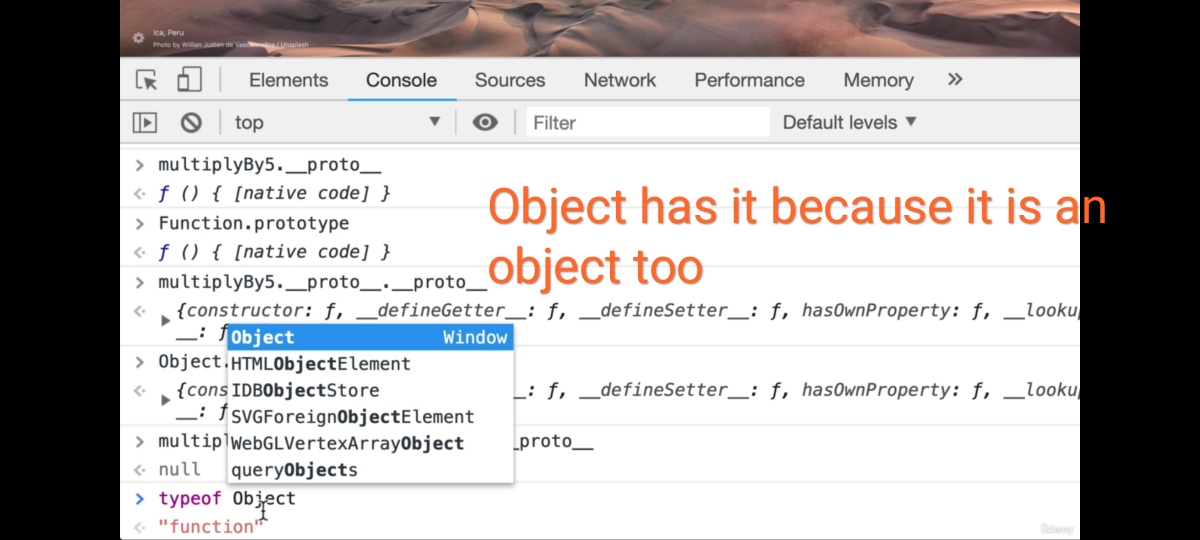 Ica, Peru
Photo by Willian Justen de Vasconcellos / Unsplash
Elements Console Sources Network Performance Memory »
top Filter Default levels
multiplyBy5.__proto__
ƒ () { [native code] }
Function.prototype
ƒ () { [native code] }
Object has it because it is an
object too
multiplyBy5.__proto__.__proto__
{constructor: ƒ, __defineGetter__: ƒ, __defineSetter__: ƒ, hasOwnProperty: ƒ, __looku
__: ƒ
Object Window
HTMLObjectElement
IDBObjectStore
SVGForeignObjectElement
WebGLVertexArrayObject
queryObjects
Object.
{cons : ƒ, __defineSetter__: ƒ, hasOwnProperty: ƒ, __looku
__: ƒ
multipl _proto__
null
typeof Object
"function"
Udemy